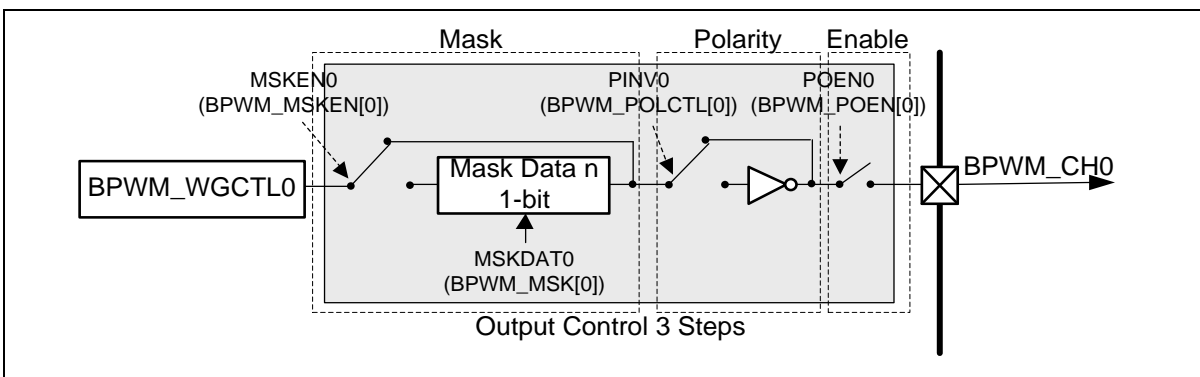 Mask
Polarity
Enable
MSKEN0
(BPWM_MSKEN[0])
PINV0
(BPWM_POLCTL[0])
POEN0
(BPWM_POEN[0])
BPWM_WGCTL0
Mask Data n
1-bit
BPWM_CH0
MSKDAT0
(BPWM_MSK[0])
Output Control 3 Steps